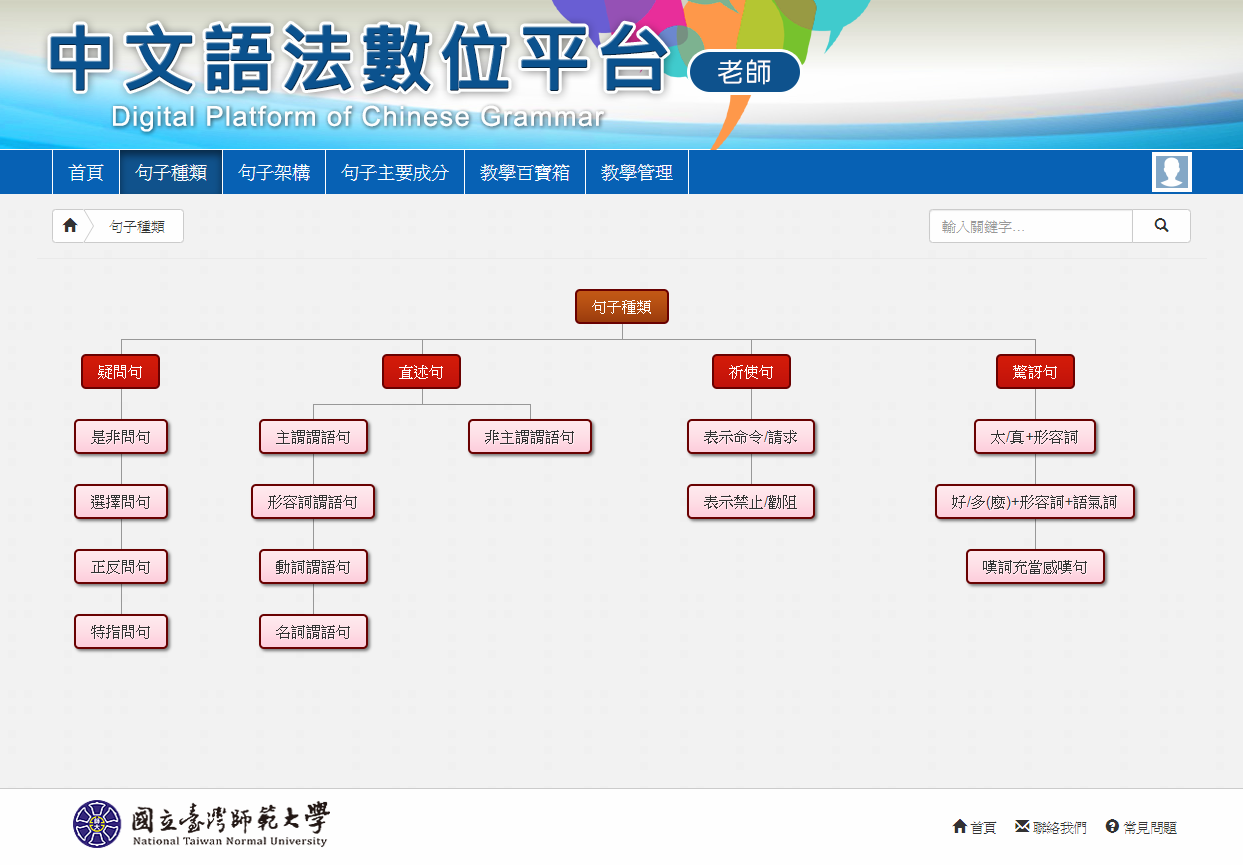 中文語法數位平台
老師
Digital Platform of Chinese Grammar
首頁 句子種類 句子架構 句子主要成分 教學百寶箱 教學管理
句子種類
輸入關鍵字...
句子種類
疑問句 直述句 祈使句 驚訝句
是非問句 主謂謂語句 非主謂謂語句 表示命令/請求 太/真+形容詞
選擇問句 形容詞謂語句 表示禁止/勸阻 好/多(麼)+形容詞+語氣詞
正反問句 動詞謂語句 嘆詞充當感嘆句
特指問句 名詞謂語句
國立臺灣師範大學
National Taiwan Normal University
首頁 聯絡我們 常見問題